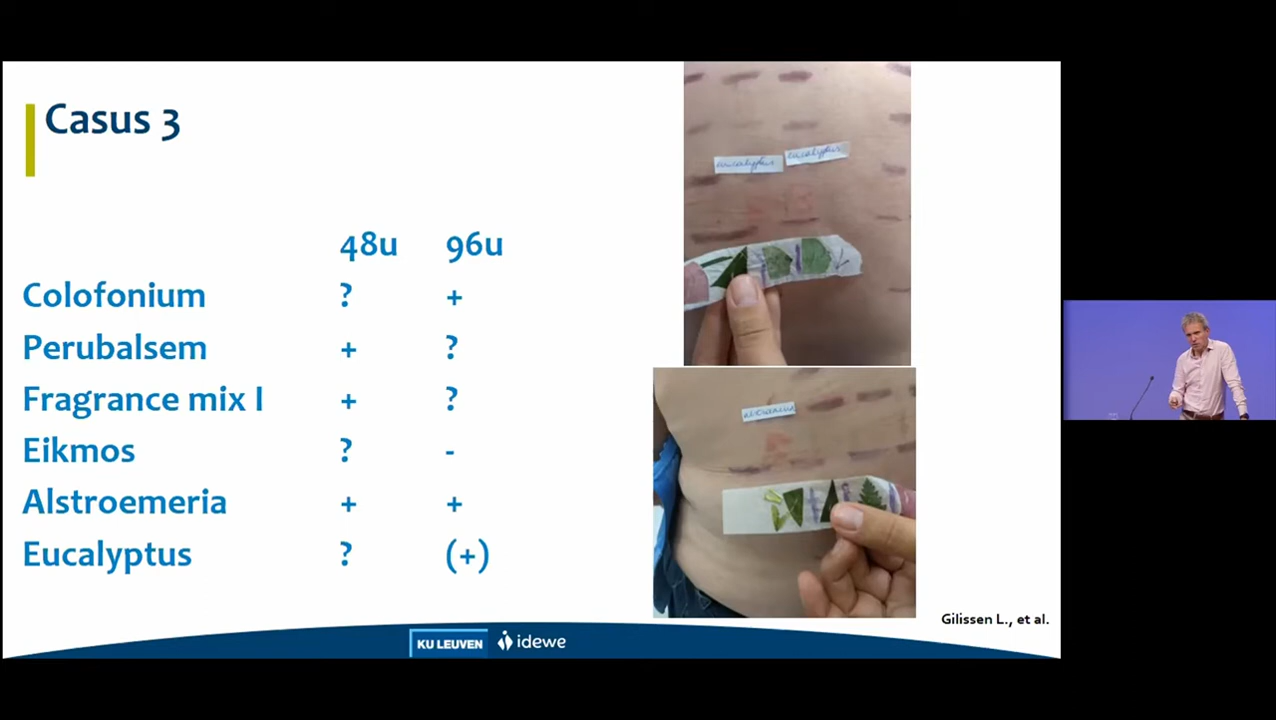 Casus 3
48u 96u
Colofonium ? +
Perubalsem + ?
Fragrance mix I + ?
Eikmos ? -
Alstroemeria + +
Eucalyptus ? (+)
eucalyptus eucalyptus
Gilissen L., et al.
KU LEUVEN idewe